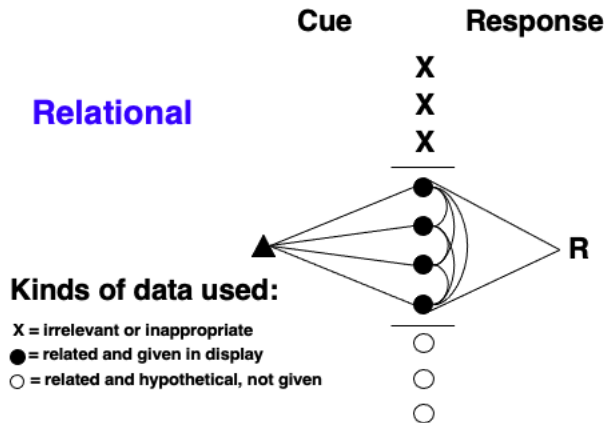 Cue Response
X
X
X
Relational
R
Kinds of data used:
X = irrelevant or inappropriate
= related and given in display
= related and hypothetical, not given